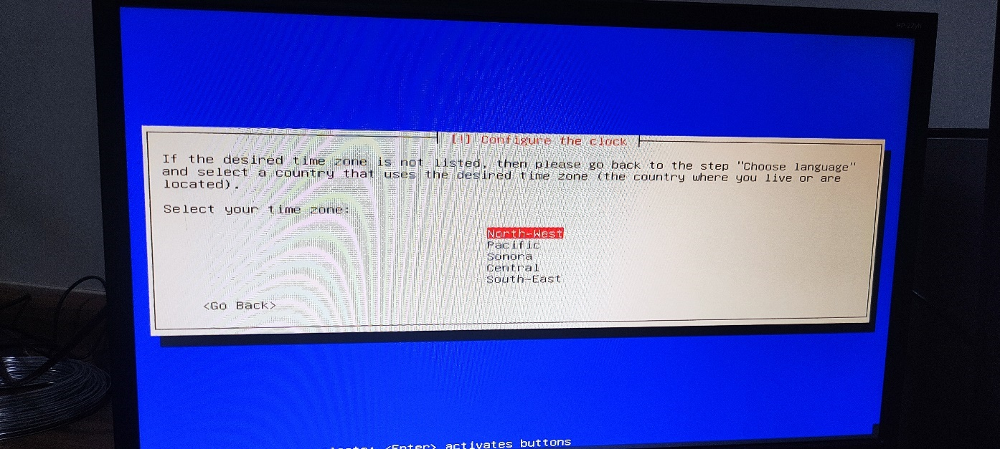 HP 22yh
[!] Configure the clock
If the desired time zone is not listed, then please go back to the step "Choose language"
and select a country that uses the desired time zone (the country where you live or are
located).
Select your time zone:
North-West
Pacific
Sonora
Central
South-East
<Go Back>
<Enter> activates buttons